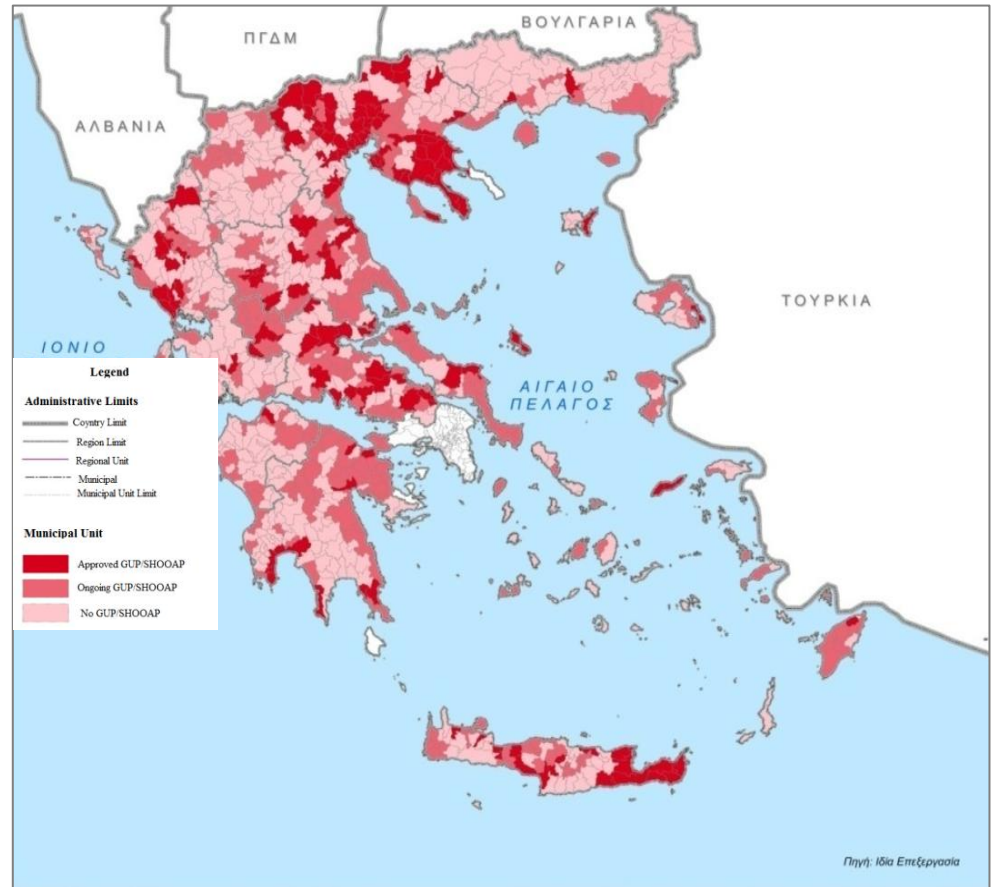 ΒΟΥΛΓΑΡΙΑ
ΠΓΔΜ
ΑΛΒΑΝΙΑ
ΤΟΥΡΚΙΑ
ΙΟΝΙΟ
ΑΙΓΑΙΟ
ΠΕΛΑΓΟΣ
Legend
Administrative Limits
Coyntry Limit
Region Limit
Regional Unit
Municipal
Municipal Unit Limit
Municipal Unit
Approved GUP/SHOOAP
Ongoing GUP/SHOOAP
No GUP/SHOOAP
Πηγή: Ιδία Επεξεργασία